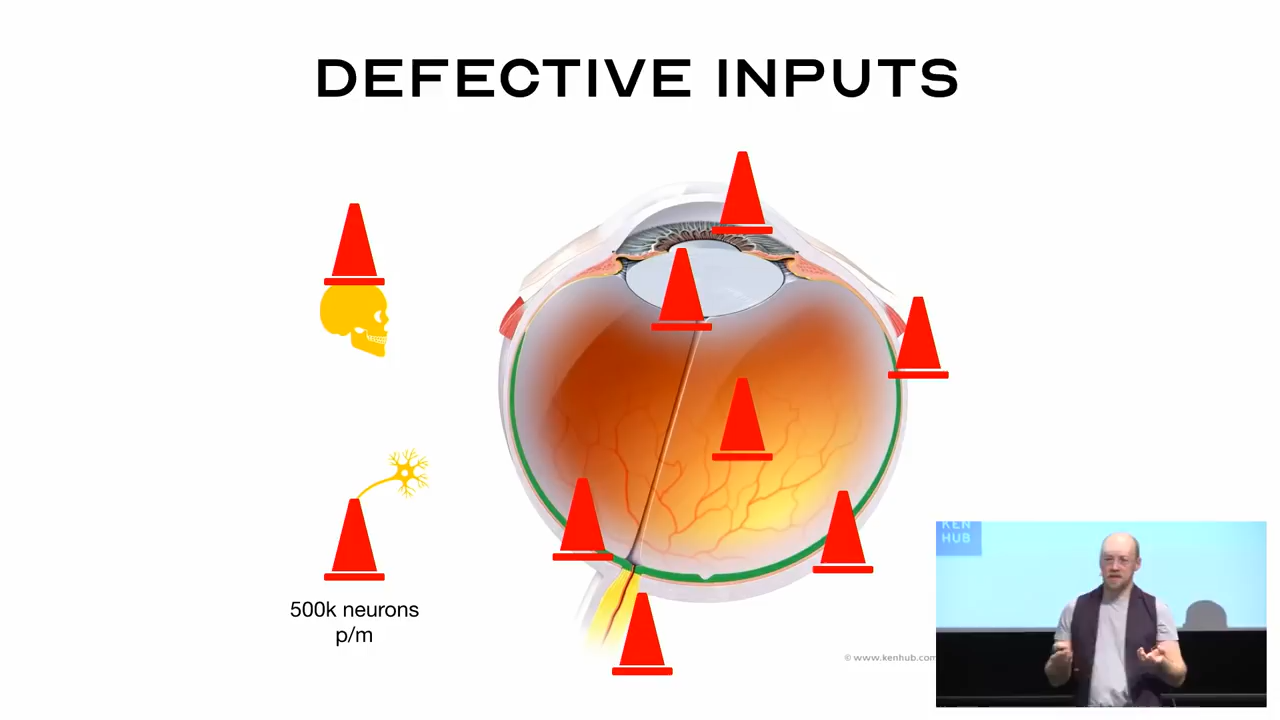 DEFECTIVE INPUTS
500k neurons
p/m
© www.kenhub.com
KEN
HUB